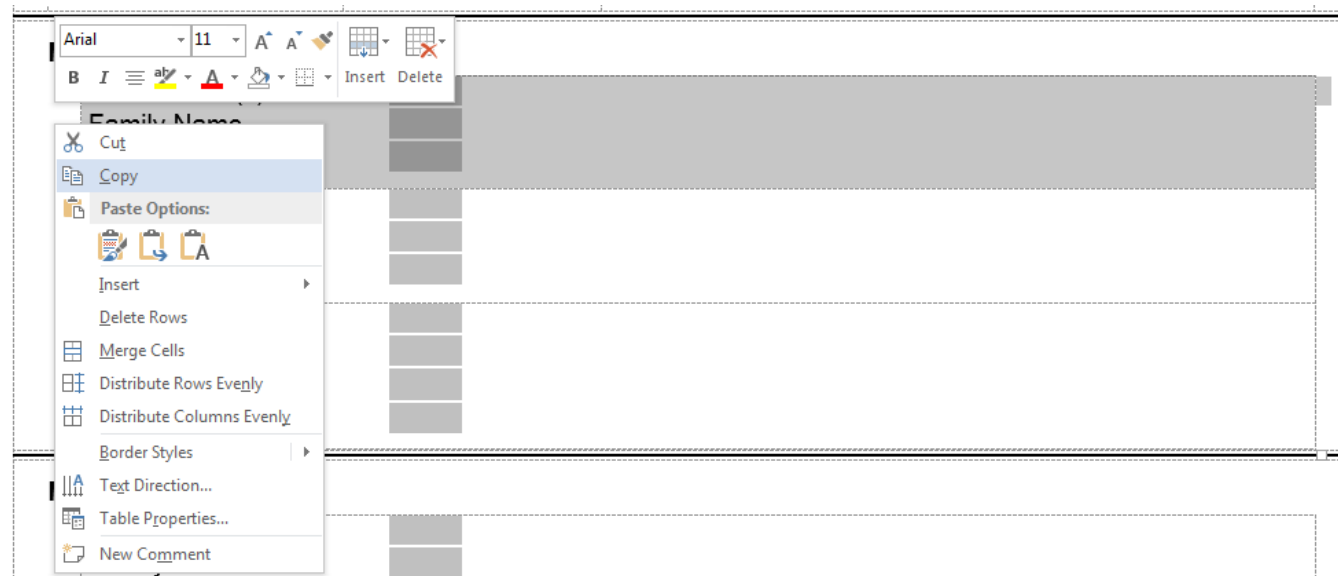 Arial 11 A A
B I ab A Insert Delete
Family Name
Cut
Copy
Paste Options:
A
Insert
Delete Rows
Merge Cells
Distribute Rows Evenly
Distribute Columns Evenly
Border Styles
A Text Direction...
Table Properties...
New Comment